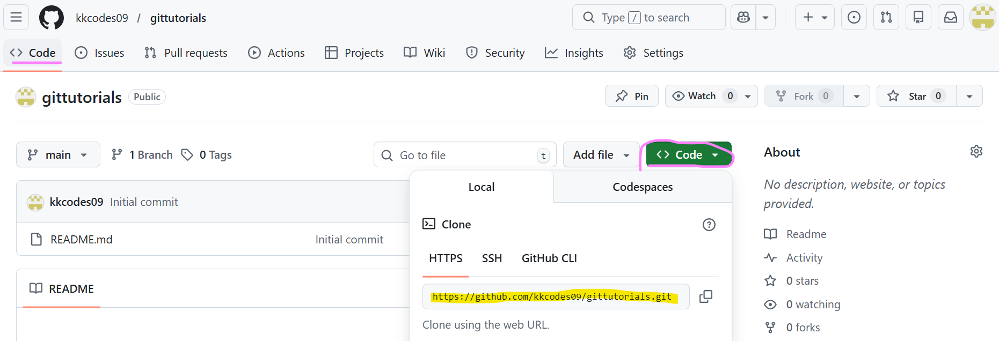 kkcodes09 / gittutorials
Type / to search
Code Issues Pull requests Actions Projects Wiki Security Insights Settings
gittutorials Public
Pin Watch 0 Fork 0 Star 0
main 1 Branch 0 Tags
Go to file t
Add file
Code
kkcodes09 Initial commit
README.md Initial commit
README
Local Codespaces
Clone
HTTPS SSH GitHub CLI
https://github.com/kkcodes09/gittutorials.git
Clone using the web URL.
About
No description, website, or topics
provided.
Readme
Activity
0 stars
0 watching
0 forks